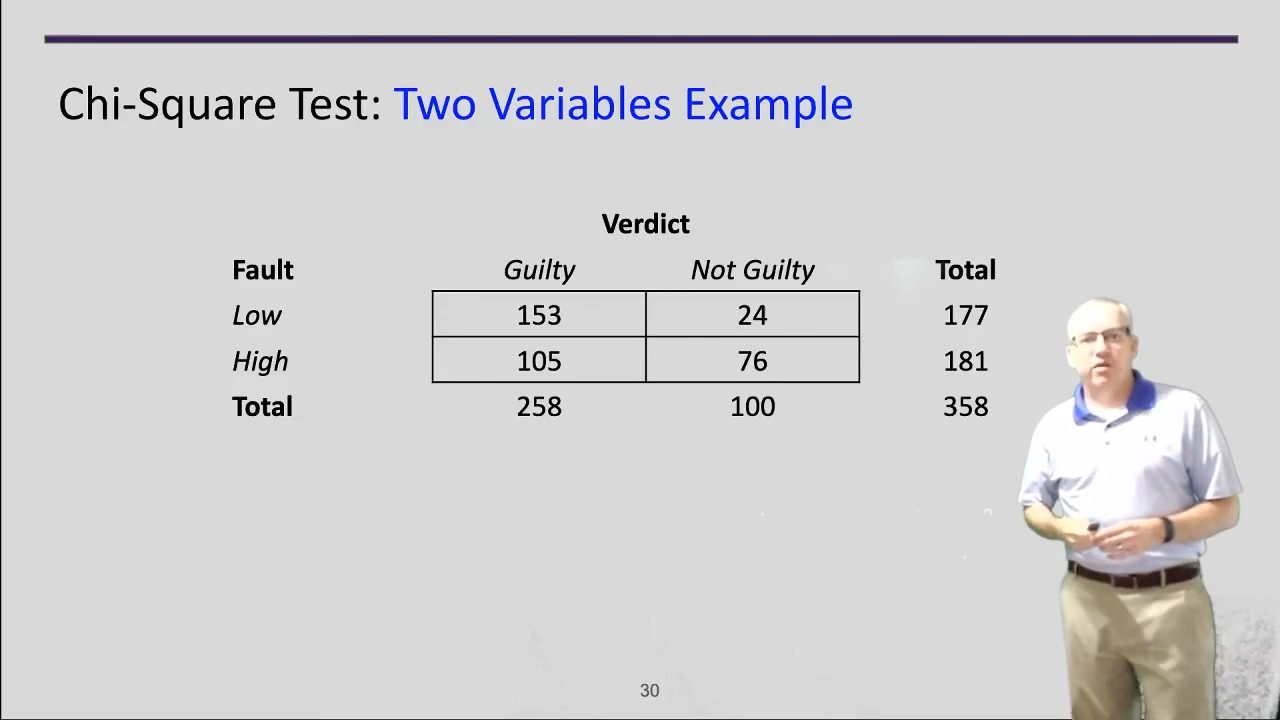 Chi-Square Test: Two Variables Example
Verdict
Fault Guilty Not Guilty Total
Low 153 24 177
High 105 76 181
Total 258 100 358
30